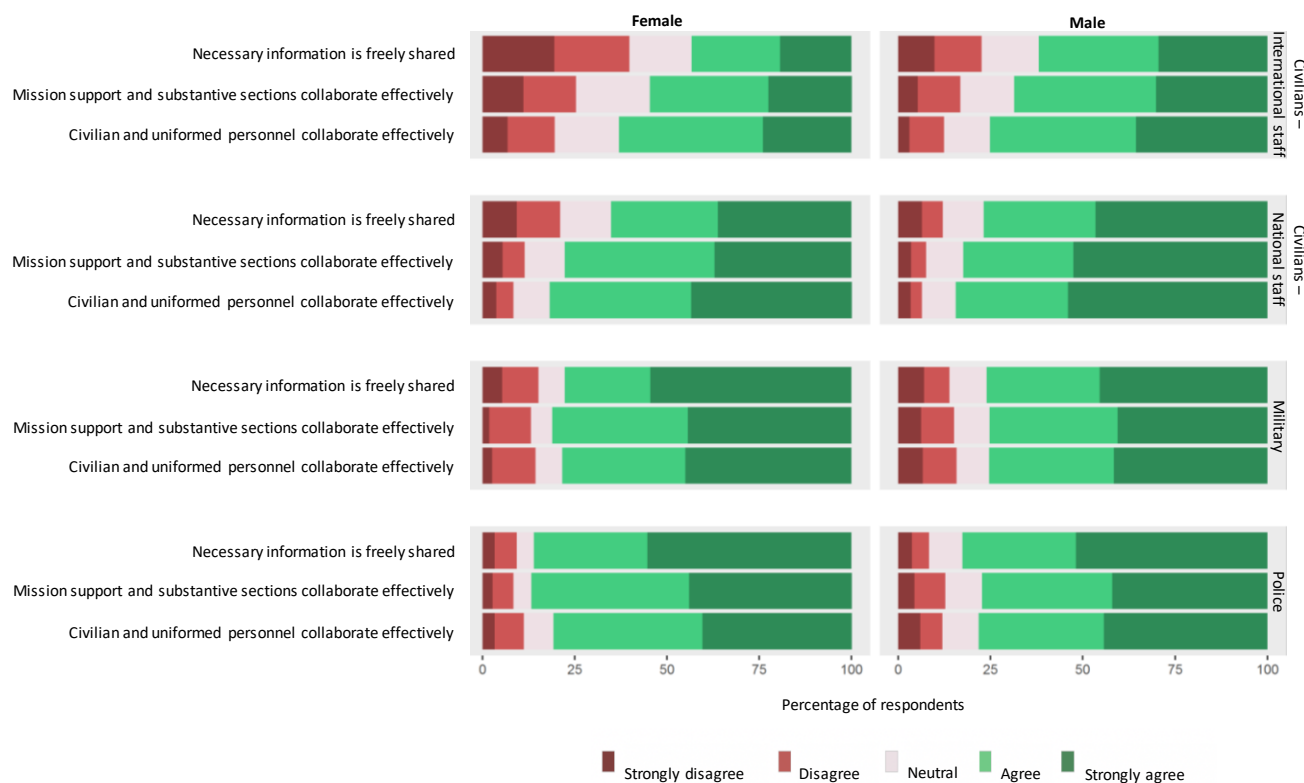 Female Male
Necessary information is freely shared
Mission support and substantive sections collaborate effectively
Civilian and uniformed personnel collaborate effectively
Civilians –
International staff
Necessary information is freely shared
Mission support and substantive sections collaborate effectively
Civilian and uniformed personnel collaborate effectively
Civilians –
National staff
Necessary information is freely shared
Mission support and substantive sections collaborate effectively
Civilian and uniformed personnel collaborate effectively
Military
Necessary information is freely shared
Mission support and substantive sections collaborate effectively
Civilian and uniformed personnel collaborate effectively
Police
0 25 50 75 100 0 25 50 75 100
Percentage of respondents
Strongly disagree Disagree Neutral Agree Strongly agree